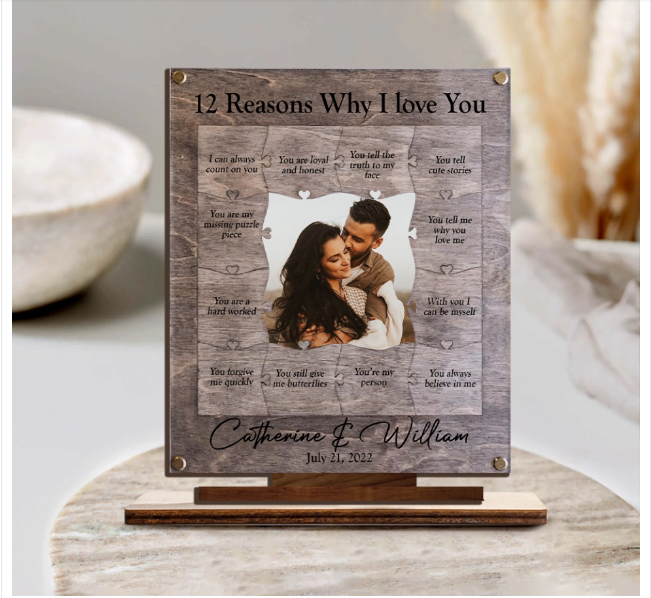 12 Reasons Why I love You
I can always
count on you
You are loyal
and honest
You tell the
truth to my
face
You tell
cute stories
You are my
missing puzzle
piece
You tell me
why you
love me
You are a
hard worked
With you I
can be myself
You forgive
me quickly
You still give
me butterflies
You're my
person
You always
believe in me
Catherine & William
July 21, 2022